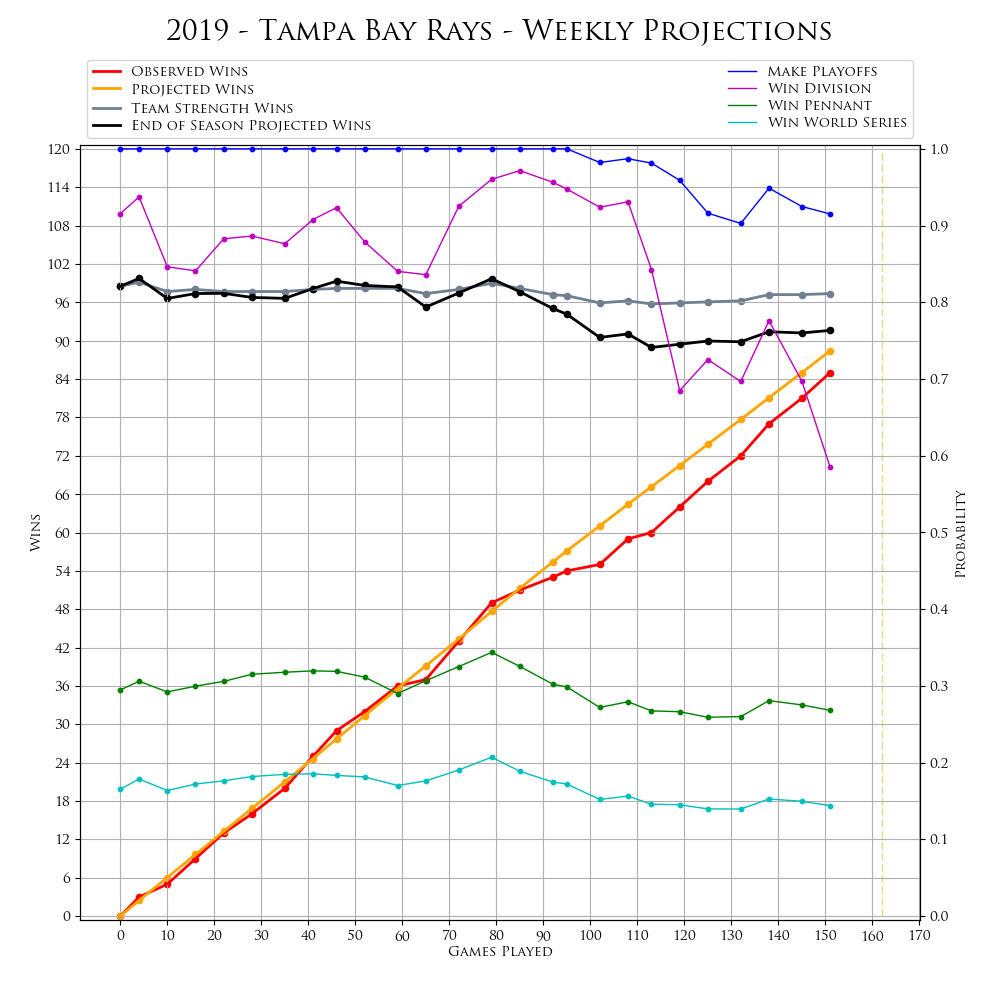 2019 - Tampa Bay Rays - Weekly Projections
Observed Wins
Projected Wins
Team Strength Wins
End of Season Projected Wins
Make Playoffs
Win Division
Win Pennant
Win World Series
120
114
108
102
96
90
84
78
72
66
60
54
48
42
36
30
24
18
12
6
0
Wins
1.0
0.9
0.8
0.7
0.6
0.5
0.4
0.3
0.2
0.1
0.0
Probability
0 10 20 30 40 50 60 70 80 90 100 110 120 130 140 150 160 170
Games Played